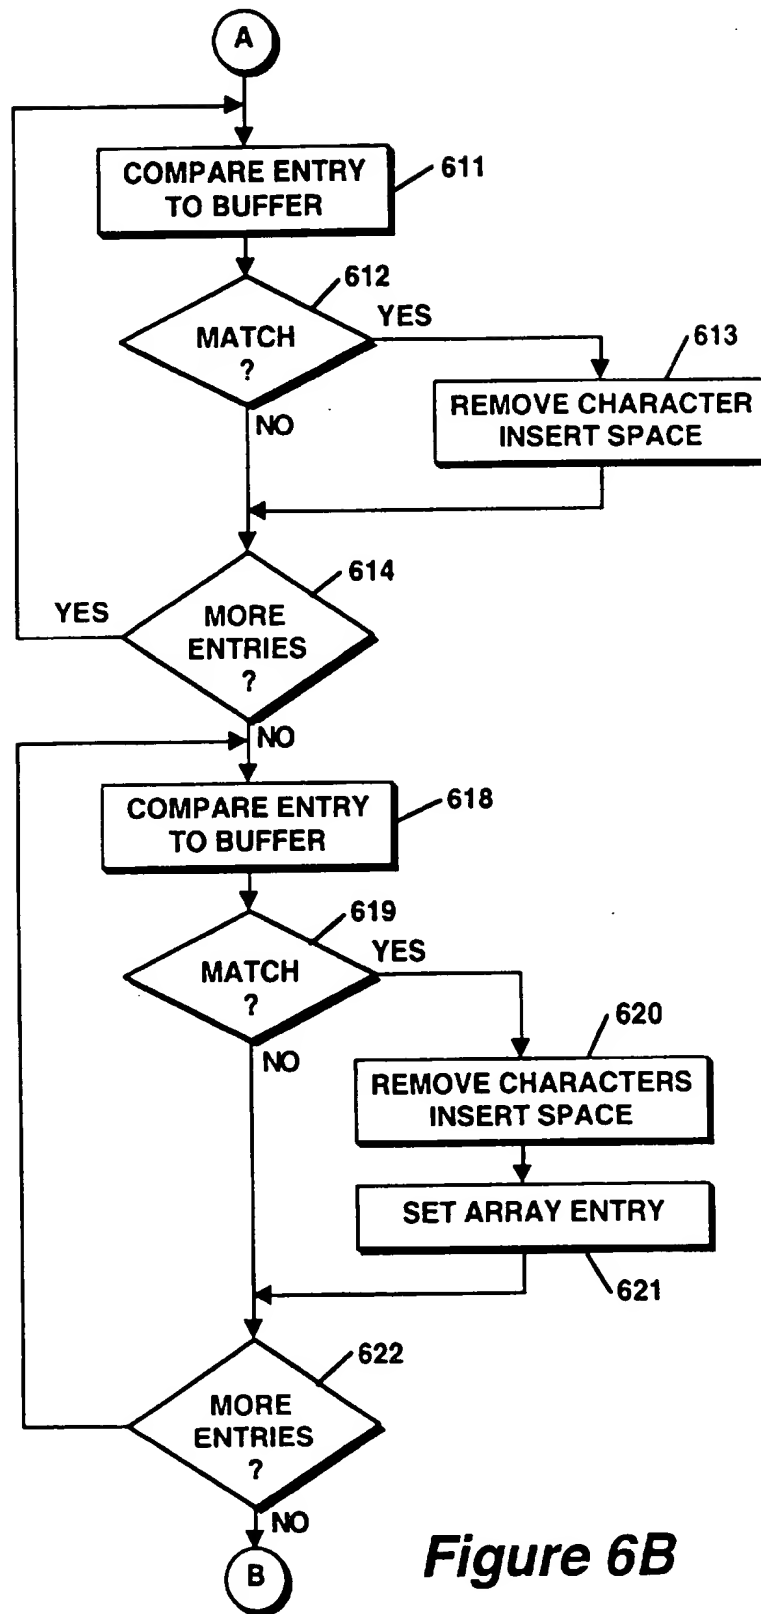 A
COMPARE ENTRY
TO BUFFER
611
612
MATCH
?
YES
NO
613
REMOVE CHARACTER
INSERT SPACE
614
YES
MORE
ENTRIES
?
NO
COMPARE ENTRY
TO BUFFER
618
619
MATCH
?
YES
NO
620
REMOVE CHARACTERS
INSERT SPACE
SET ARRAY ENTRY
621
622
MORE
ENTRIES
?
NO
B
Figure 6B